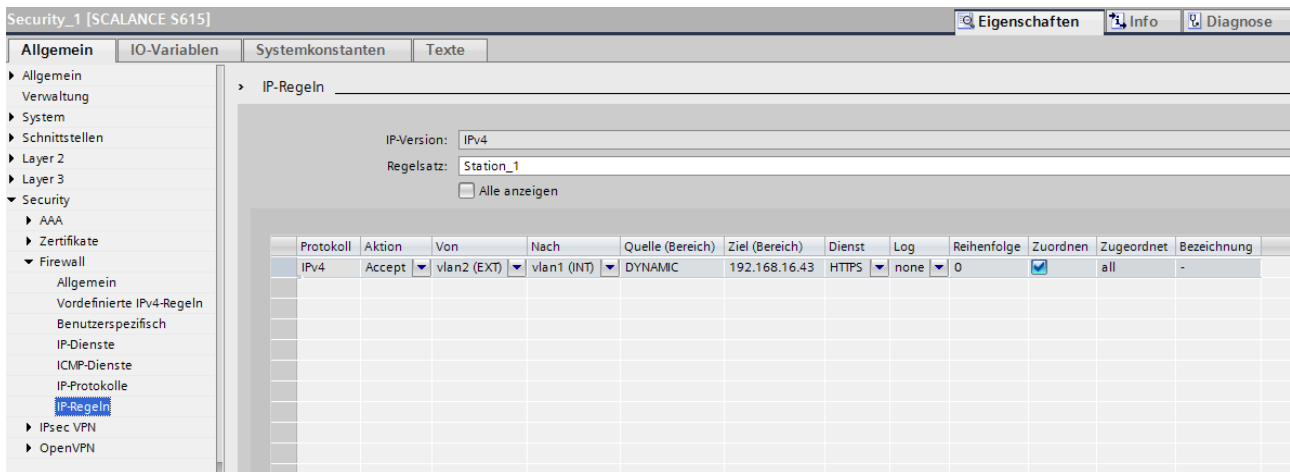 Security_1 [SCALANCE S615]
Eigenschaften Info Diagnose
Allgemein IO-Variablen Systemkonstanten Texte
Allgemein
Verwaltung
System
Schnittstellen
Layer 2
Layer 3
Security
AAA
Zertifikate
Firewall
Allgemein
Vordefinierte IPv4-Regeln
Benutzerspezifisch
IP-Dienste
ICMP-Dienste
IP-Protokolle
IP-Regeln
IPsec VPN
OpenVPN
IP-Regeln
IP-Version: IPv4
Regelsatz: Station_1
Alle anzeigen
Protokoll Aktion Von Nach Quelle (Bereich) Ziel (Bereich) Dienst Log Reihenfolge Zuordnen Zugeordnet Bezeichnung
IPv4 Accept vlan2 (EXT) vlan1 (INT) DYNAMIC 192.168.16.43 HTTPS none 0 all -